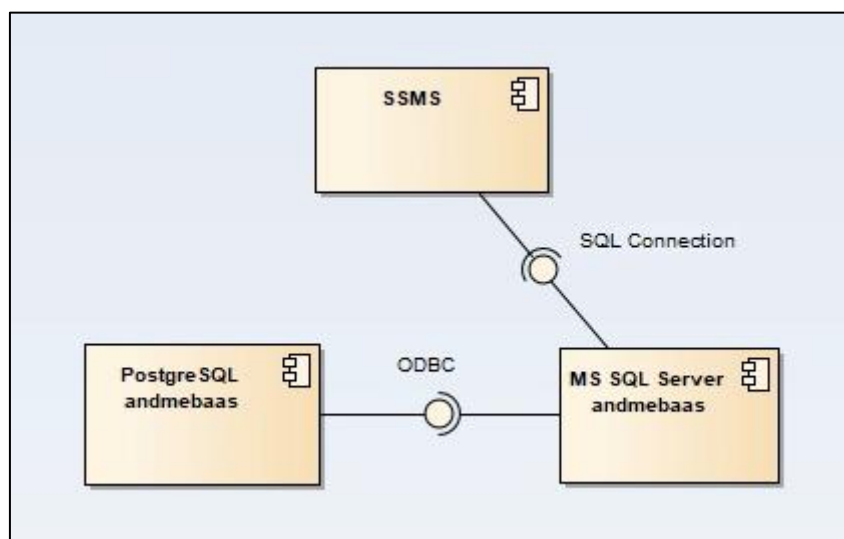 SSMS
SQL Connection
ODBC
PostgreSQL
andmebaas
MS SQL Server
andmebaas